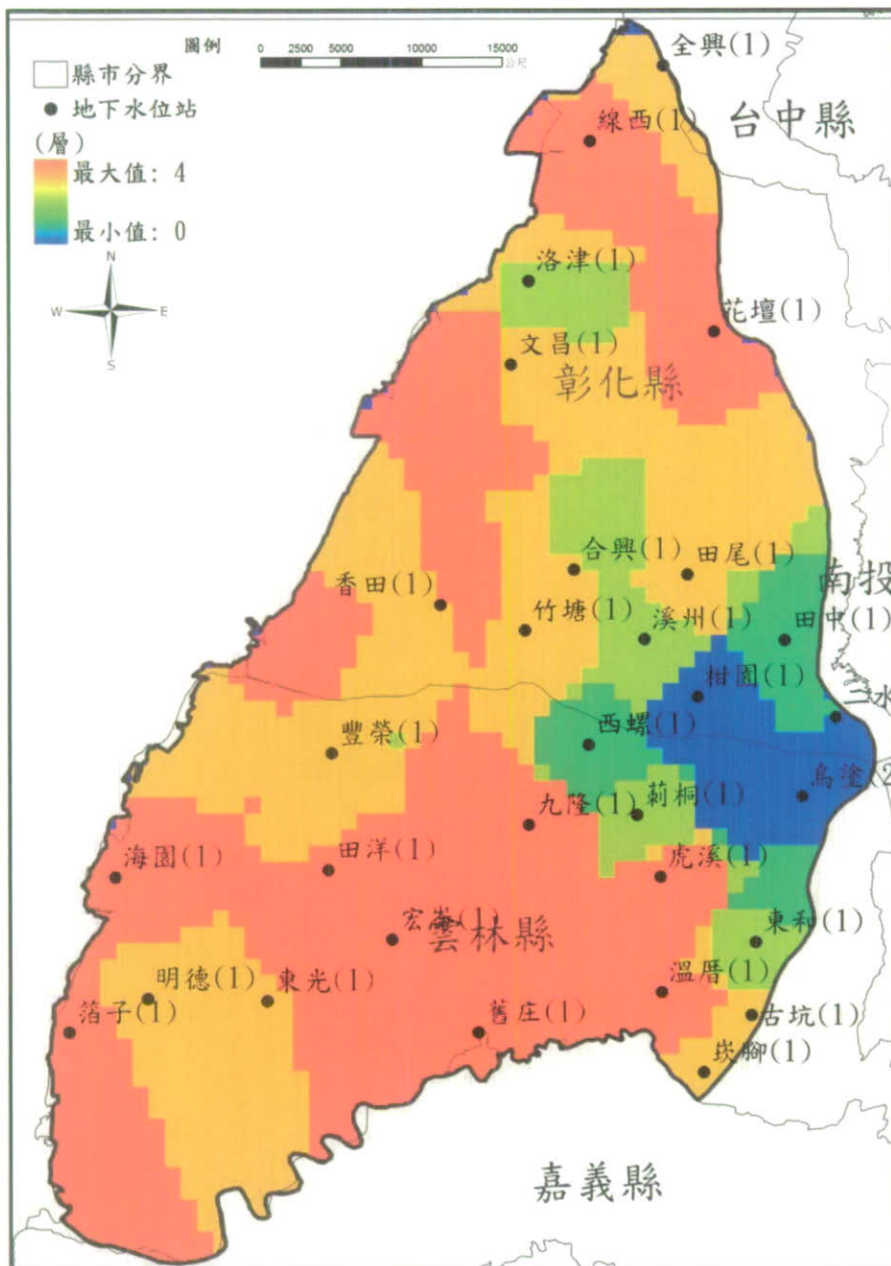 圖例
0 2500 5000 10000 15000
公尺
縣市分界
地下水位站
(層)
最大值: 4
最小值: 0
N
W E
S
全興(1)
台中縣
線西(1)
洛津(1)
花壇(1)
文昌(1)
彰化縣
合興(1)
田尾(1)
南投
香田(1)
竹塘(1)
溪州(1)
田中(1)
柑園(1)
二水
豐榮(1)
西螺(1)
烏塗(2
九隆(1)
莿桐(1)
海園(1)
田洋(1)
虎溪(1)
宏崙(1)
雲林縣
東和(1)
明德(1)
東光(1)
溫厝(1)
箔子(1)
舊庄(1)
古坑(1)
崁腳(1)
嘉義縣